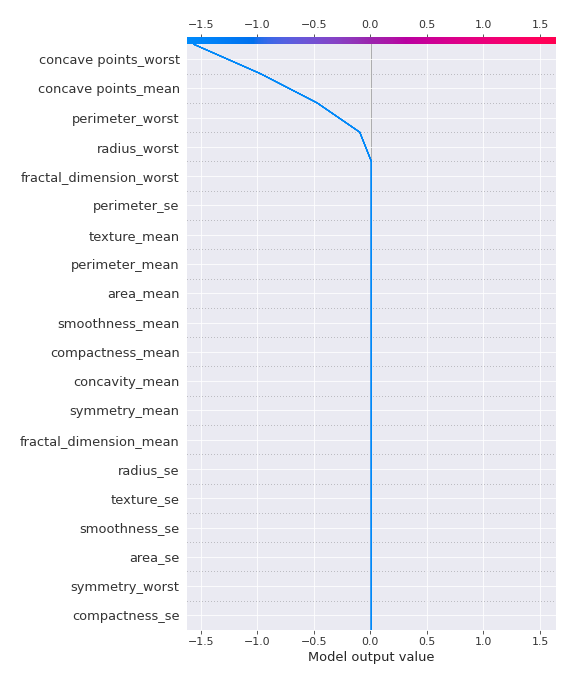 −1.5 −1.0 −0.5 0.0 0.5 1.0 1.5
concave points_worst
concave points_mean
perimeter_worst
radius_worst
fractal_dimension_worst
perimeter_se
texture_mean
perimeter_mean
area_mean
smoothness_mean
compactness_mean
concavity_mean
symmetry_mean
fractal_dimension_mean
radius_se
texture_se
smoothness_se
area_se
symmetry_worst
compactness_se
−1.5 −1.0 −0.5 0.0 0.5 1.0 1.5
Model output value